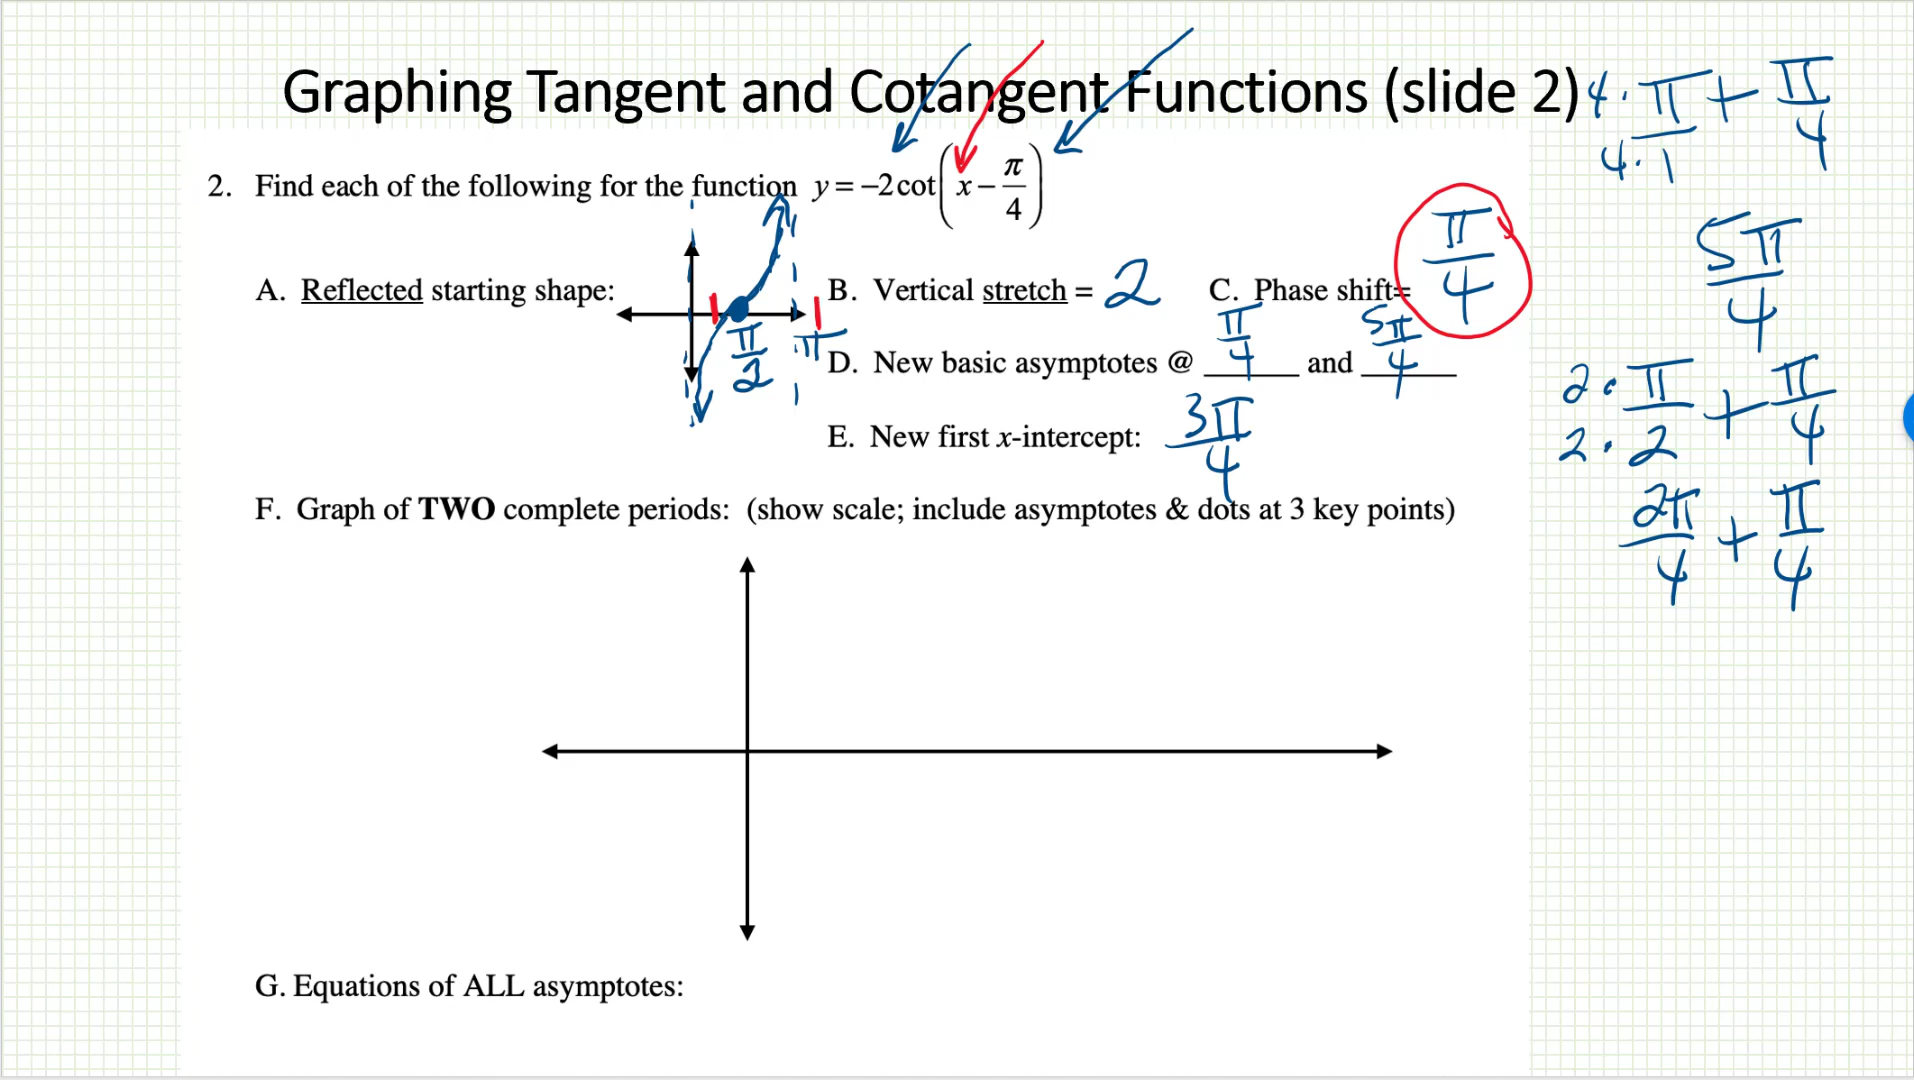 Graphing Tangent and Cotangent Functions (slide 2)
2. Find each of the following for the function y = −2cot(x − π/4)
A. Reflected starting shape:
π/2
π
B. Vertical stretch = 2
C. Phase shift= π/4
D. New basic asymptotes @ π/4 and 5π/4
E. New first x-intercept: 3π/4
F. Graph of TWO complete periods: (show scale; include asymptotes & dots at 3 key points)
G. Equations of ALL asymptotes:
4·π/4·1 + π/4
5π/4
2·π/2·2 + π/4
2π/4 + π/4